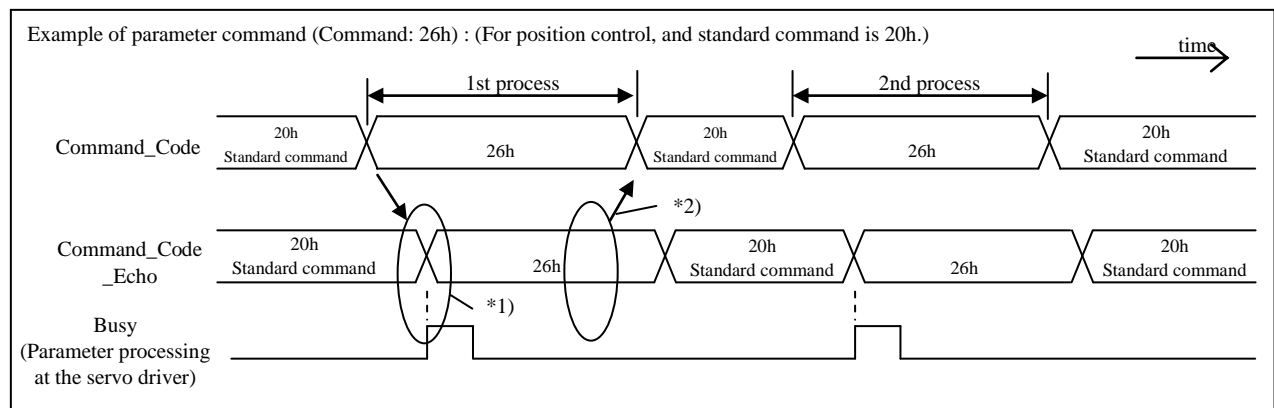 Example of parameter command (Command: 26h) : (For position control, and standard command is 20h.)
time
1st process
2nd process
Command_Code
20h
Standard command
26h
20h
Standard command
26h
20h
Standard command
*2)
Command_Code
_Echo
20h
Standard command
26h
20h
Standard command
26h
20h
Standard command
*1)
Busy
(Parameter processing
at the servo driver)